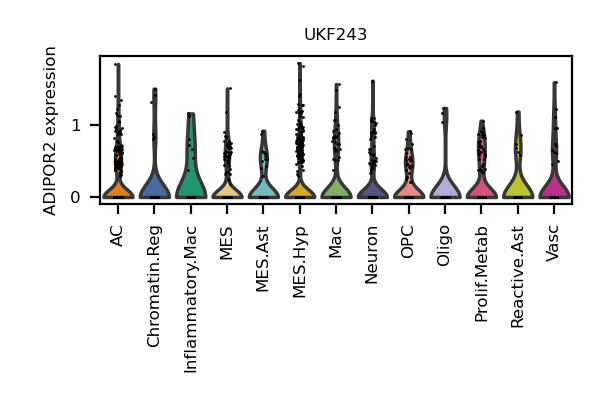 UKF243
ADIPOR2 expression
1
0
AC
Chromatin.Reg
Inflammatory.Mac
MES
MES.Ast
MES.Hyp
Mac
Neuron
OPC
Oligo
Prolif.Metab
Reactive.Ast
Vasc